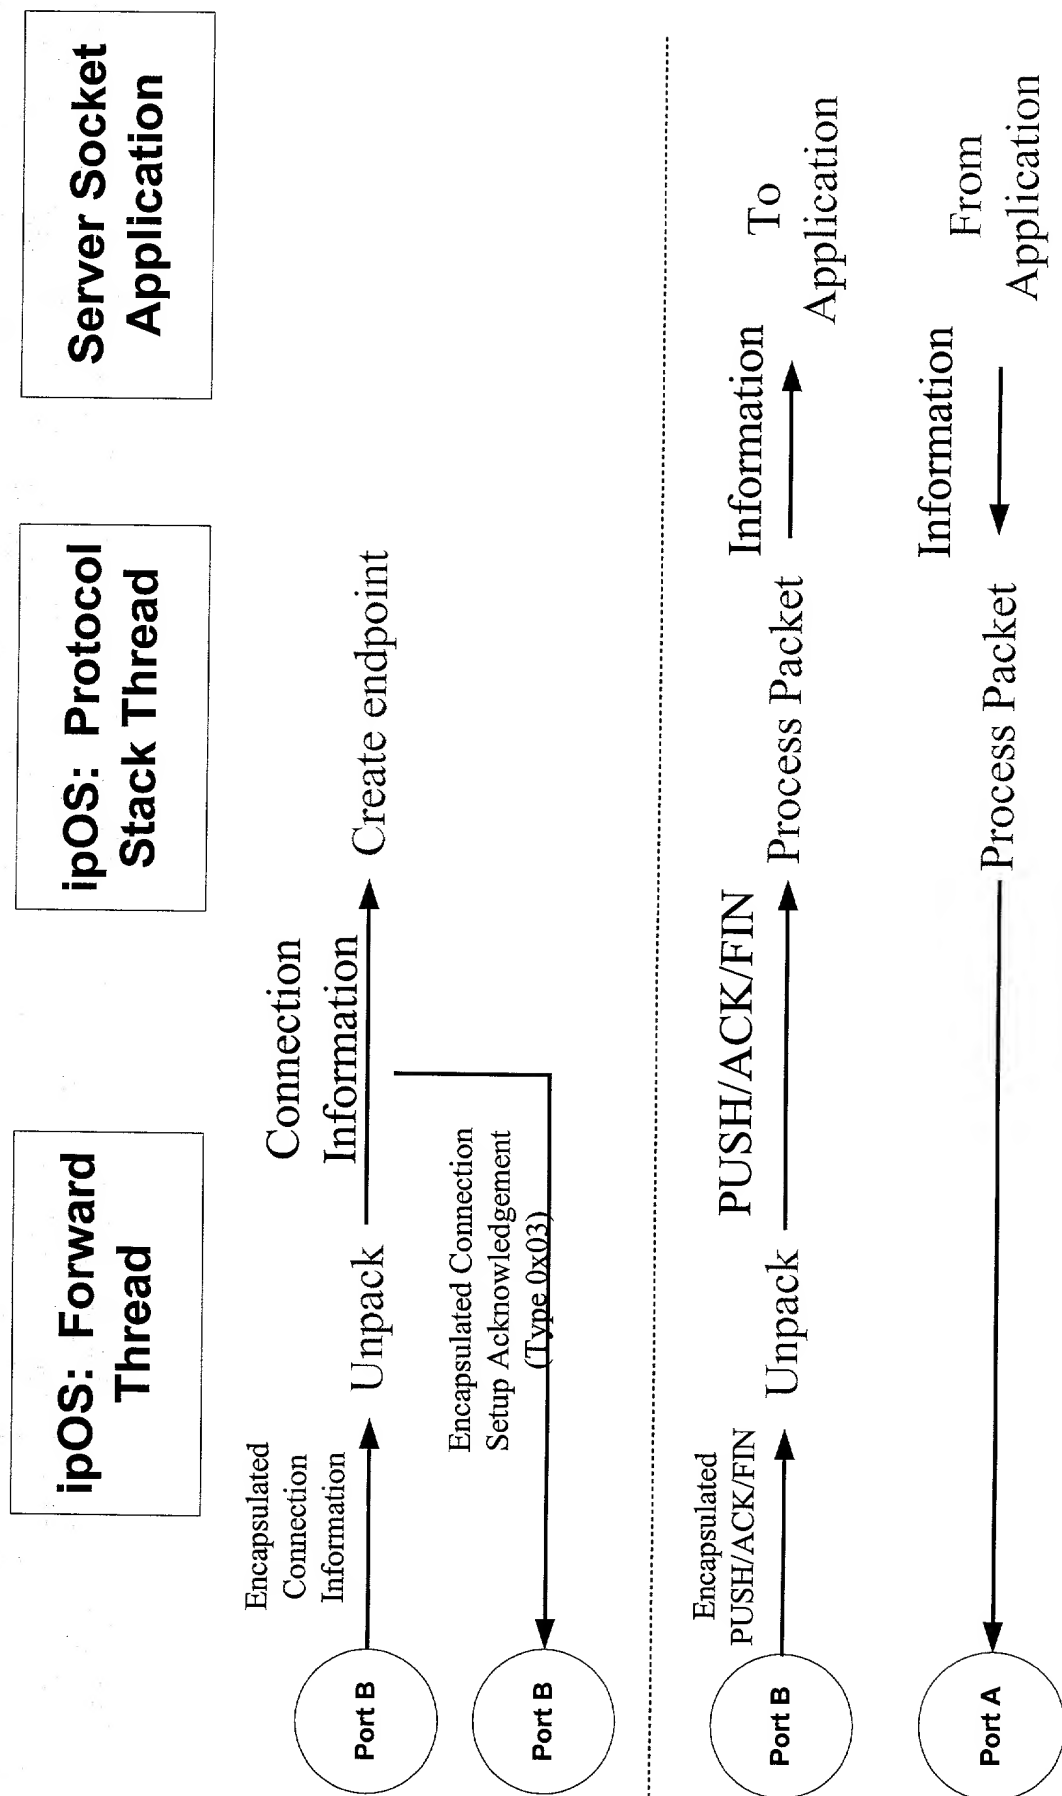 ipOS: Forward
Thread
ipOS: Protocol
Stack Thread
Server Socket
Application
Encapsulated
Connection
Information
Port B
Unpack
Connection
Information
Create endpoint
Encapsulated Connection
Setup Acknowledgement
(Type 0x03)
Port B
Encapsulated
PUSH/ACK/FIN
Port B
Unpack
PUSH/ACK/FIN
Process Packet
Information
To
Application
Port A
Process Packet
Information
From
Application